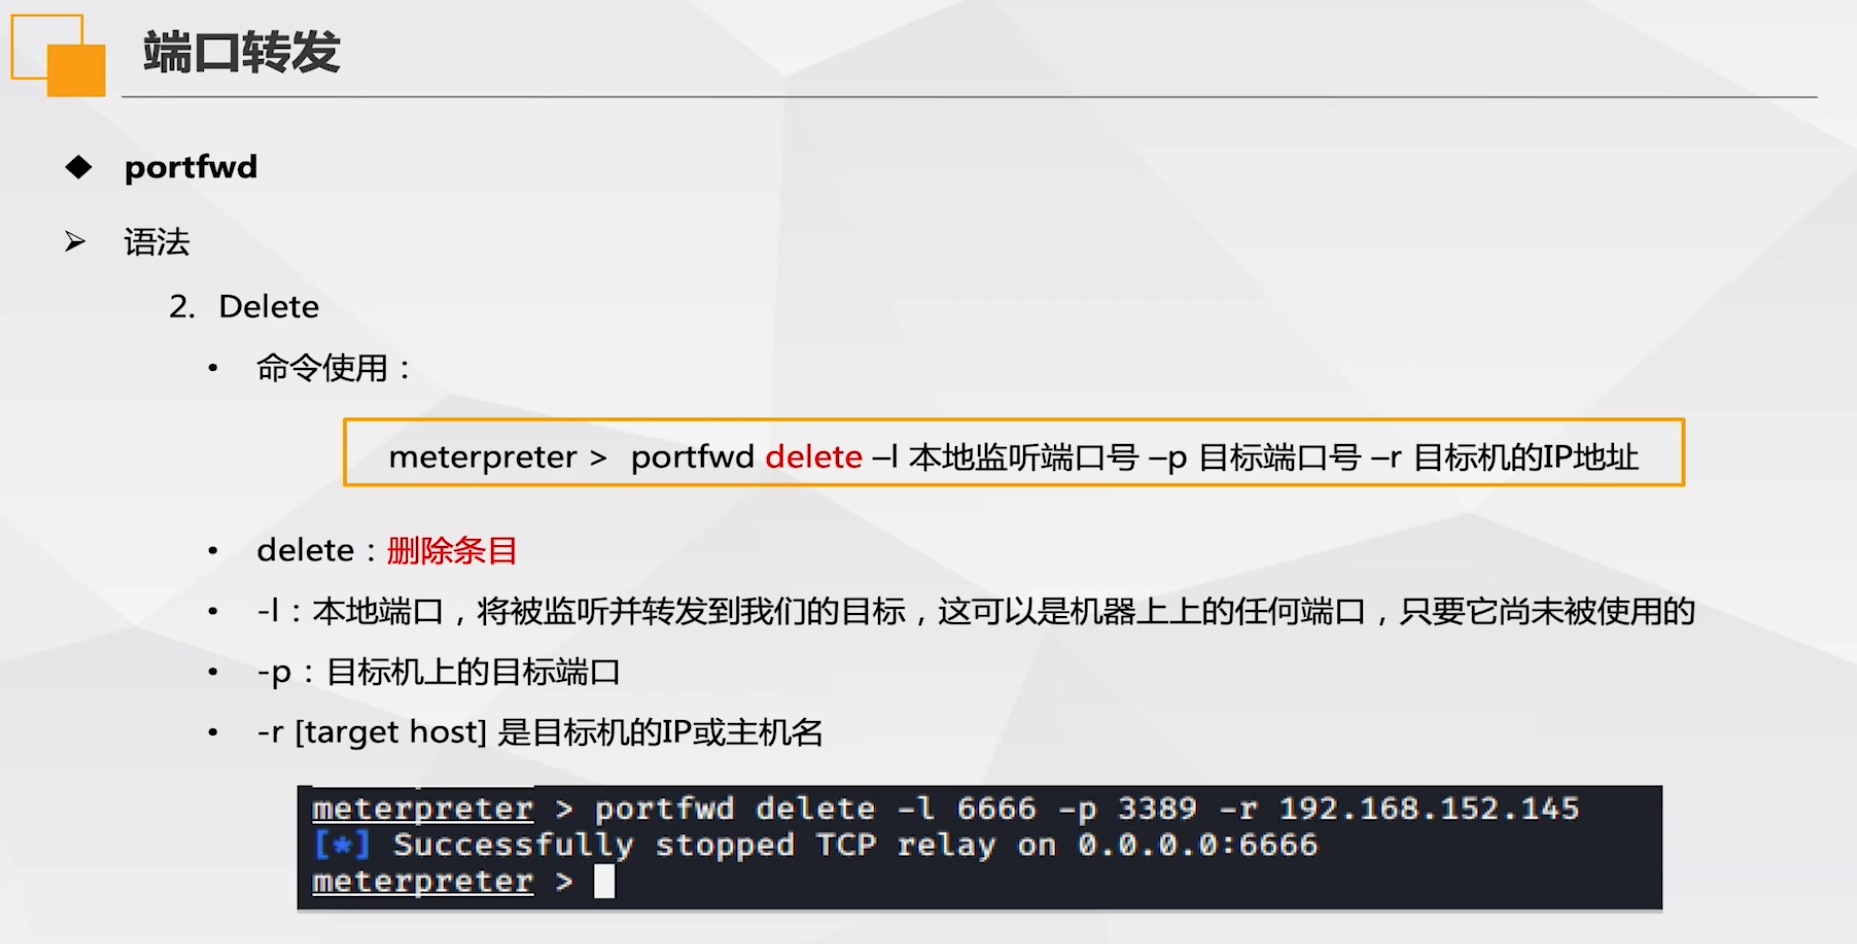 端口转发
◆ portfwd
➢ 语法
2. Delete
• 命令使用：
meterpreter > portfwd delete –l 本地监听端口号 –p 目标端口号 –r 目标机的IP地址
• delete：删除条目
• -l：本地端口，将被监听并转发到我们的目标，这可以是机器上上的任何端口，只要它尚未被使用的
• -p：目标机上的目标端口
• -r [target host] 是目标机的IP或主机名
meterpreter > portfwd delete -l 6666 -p 3389 -r 192.168.152.145
[*] Successfully stopped TCP relay on 0.0.0.0:6666
meterpreter >